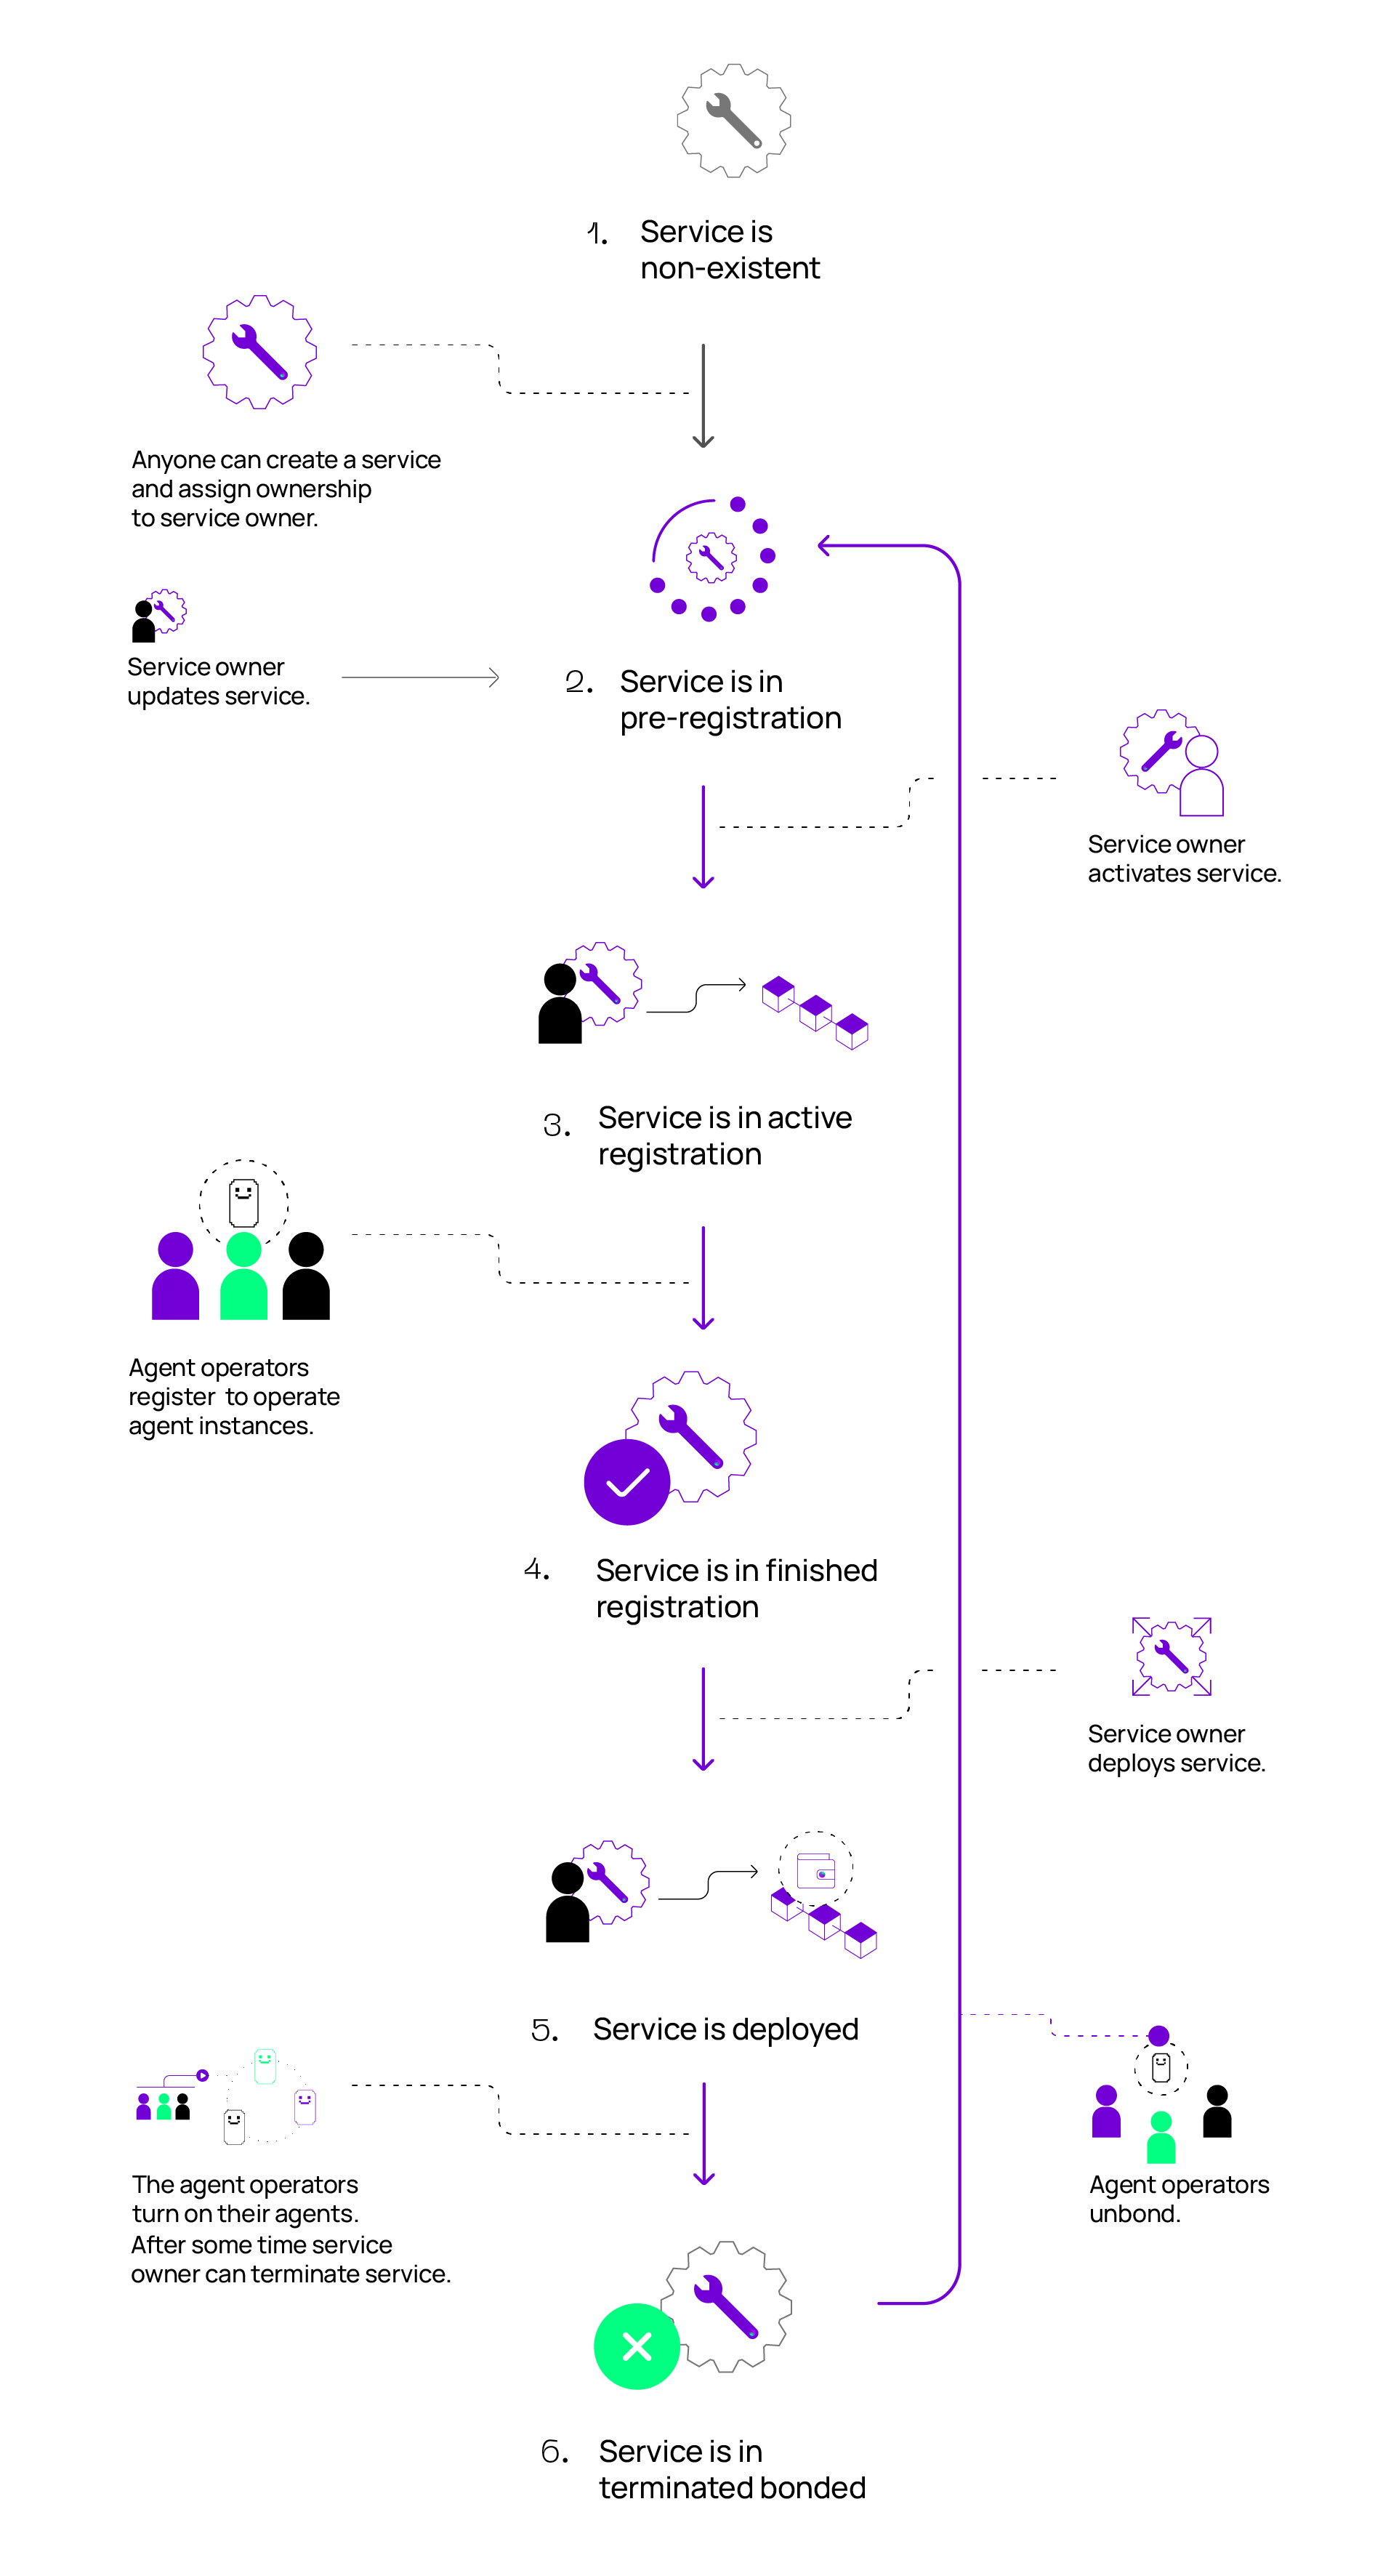 1. Service is
non-existent
Anyone can create a service
and assign ownership
to service owner.
Service owner
updates service.
2. Service is in
pre-registration
Service owner
activates service.
3. Service is in active
registration
Agent operators
register to operate
agent instances.
4. Service is in finished
registration
Service owner
deploys service.
5. Service is deployed
The agent operators
turn on their agents.
After some time service
owner can terminate service.
Agent operators
unbond.
6. Service is in
terminated bonded